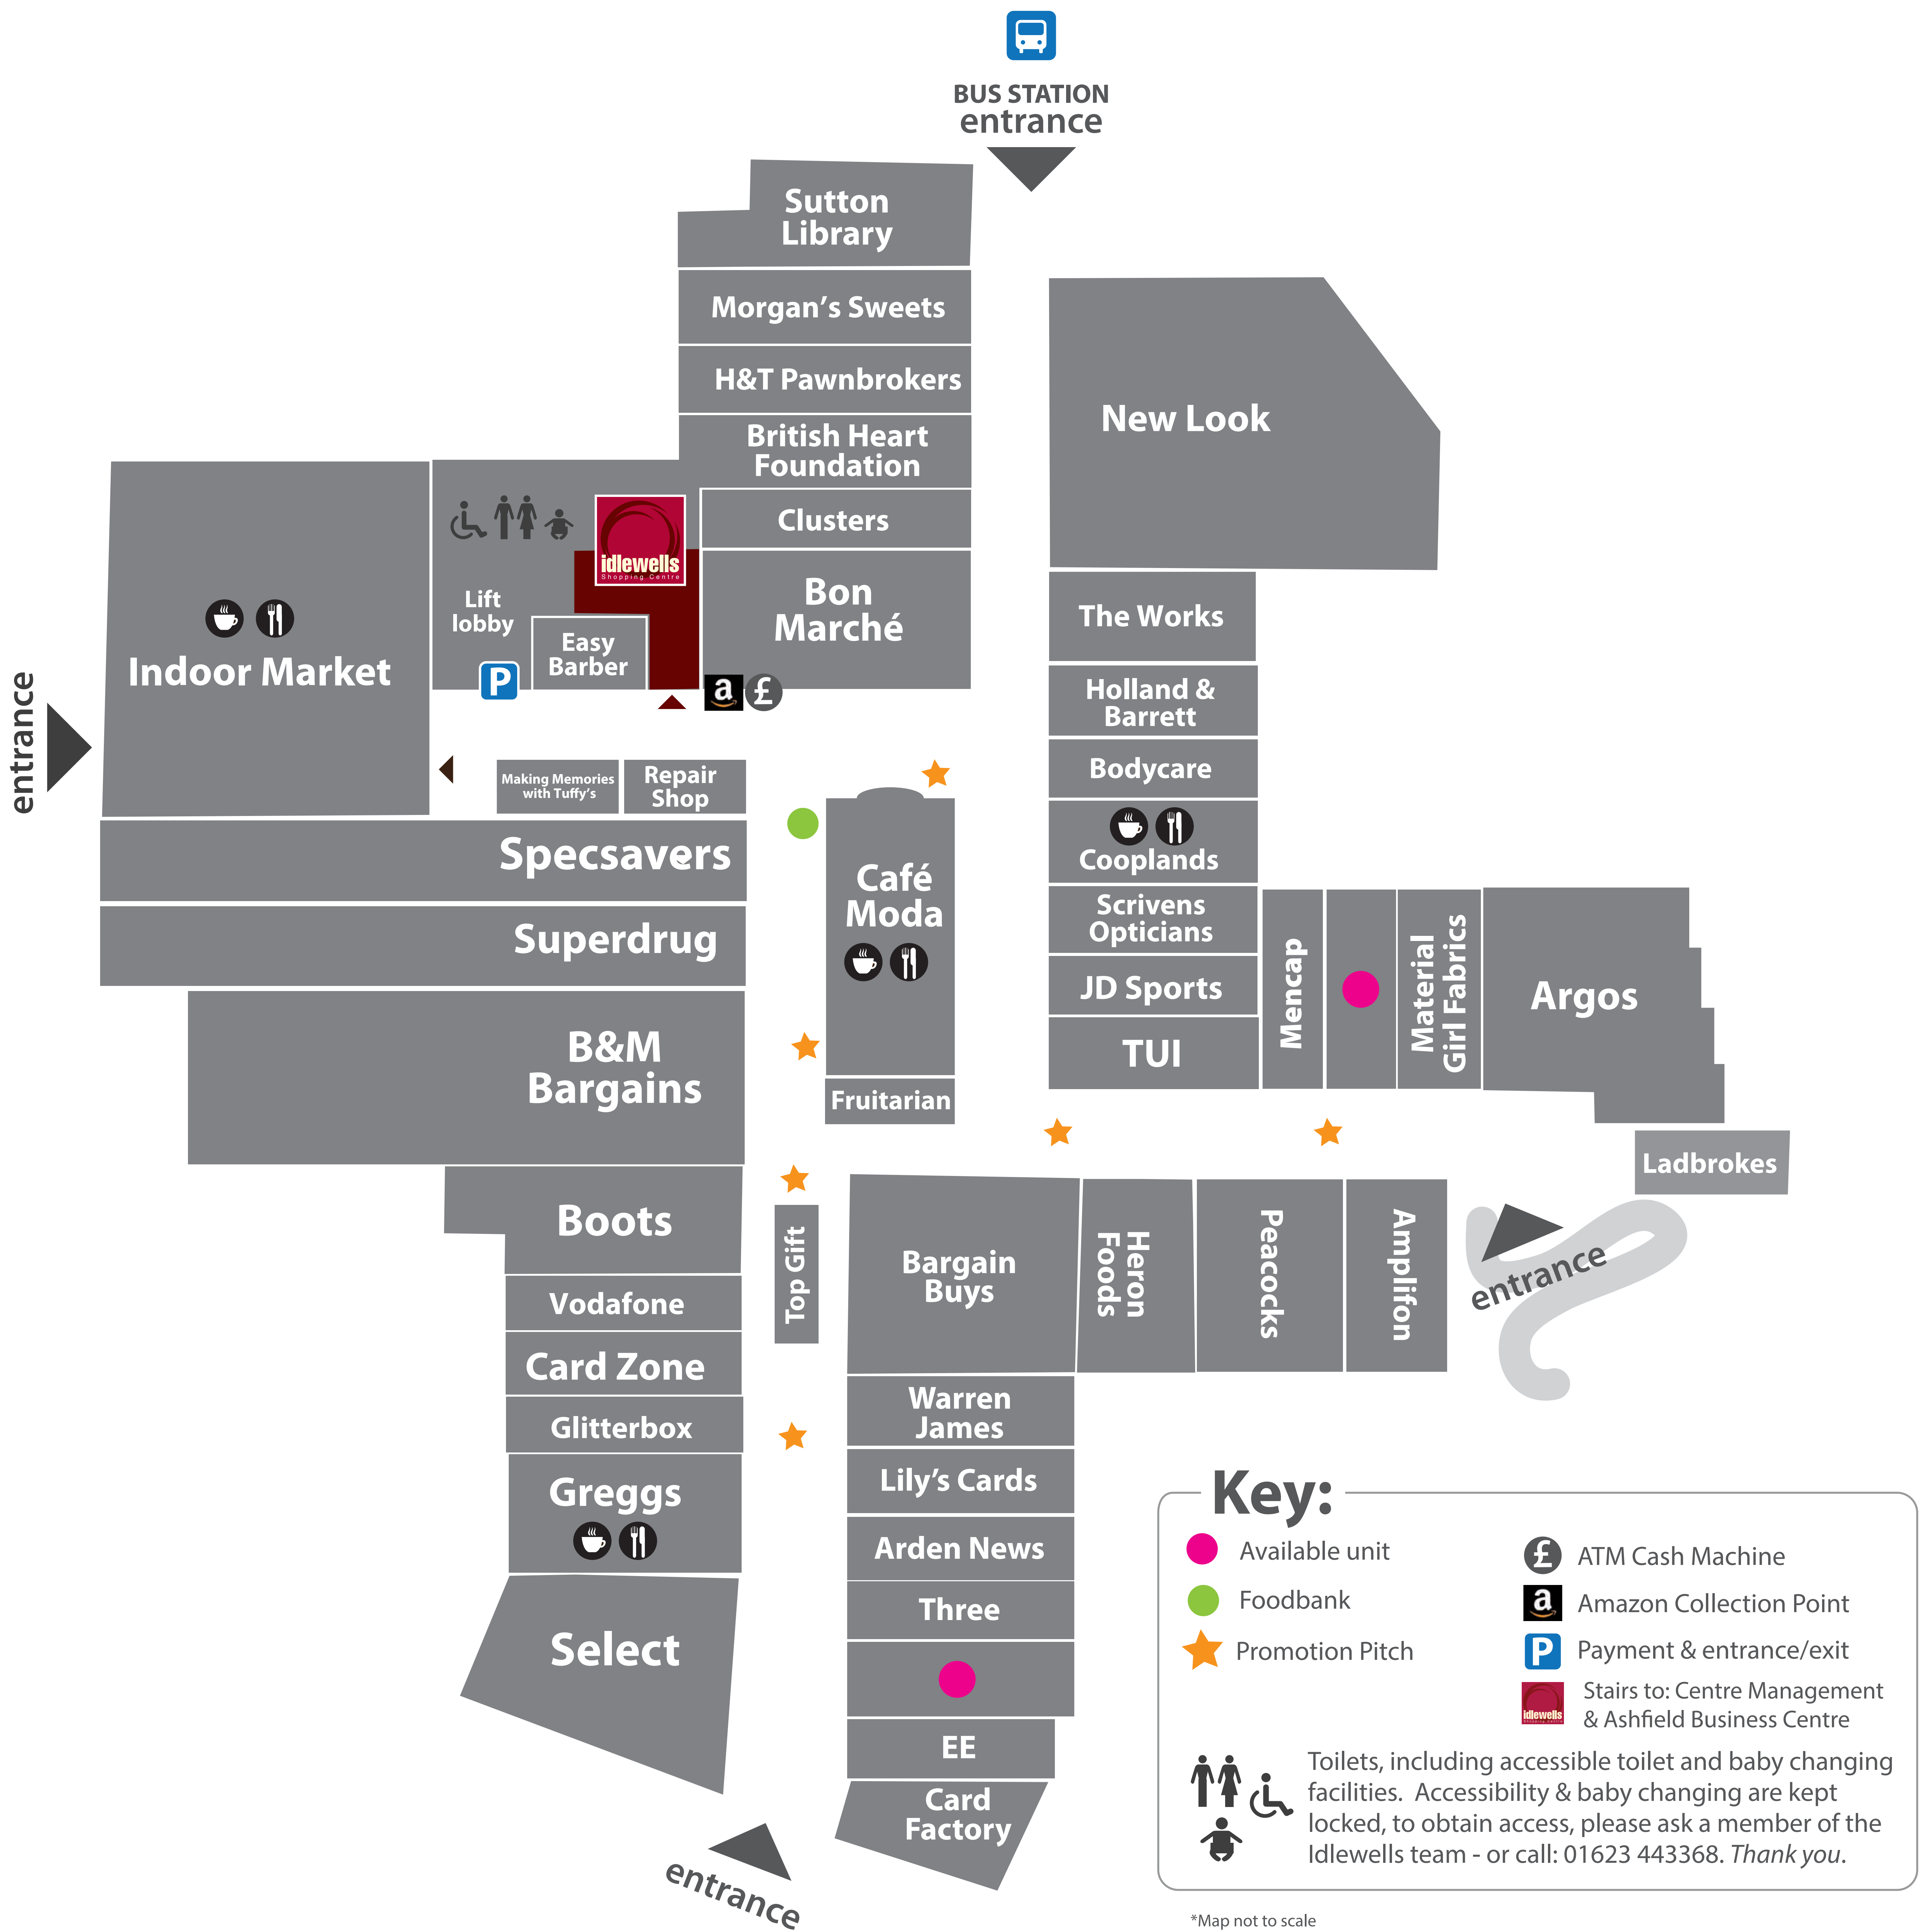 BUS STATION
entrance
Sutton
Library
Morgan's Sweets
H&T Pawnbrokers
British Heart
Foundation
Clusters
Bon
Marché
New Look
idlewells
Shopping Centre
Lift
lobby
Easy
Barber
P
a
£
Indoor Market
entrance
Making Memories
with Tuffy's
Repair
Shop
Specsavers
Superdrug
B&M
Bargains
Café
Moda
Fruitarian
The Works
Holland &
Barrett
Bodycare
Cooplands
Scrivens
Opticians
JD Sports
TUI
Mencap
Material
Girl Fabrics
Argos
Ladbrokes
entrance
Boots
Vodafone
Card Zone
Glitterbox
Greggs
Select
Top Gift
Bargain
Buys
Heron
Foods
Peacocks
Amplifon
Warren
James
Lily's Cards
Arden News
Three
EE
Card
Factory
entrance
Key:
Available unit
Foodbank
Promotion Pitch
£ ATM Cash Machine
a Amazon Collection Point
P Payment & entrance/exit
idlewells
Shopping Centre
Stairs to: Centre Management
& Ashfield Business Centre
Toilets, including accessible toilet and baby changing
facilities. Accessibility & baby changing are kept
locked, to obtain access, please ask a member of the
Idlewells team - or call: 01623 443368. Thank you.
*Map not to scale